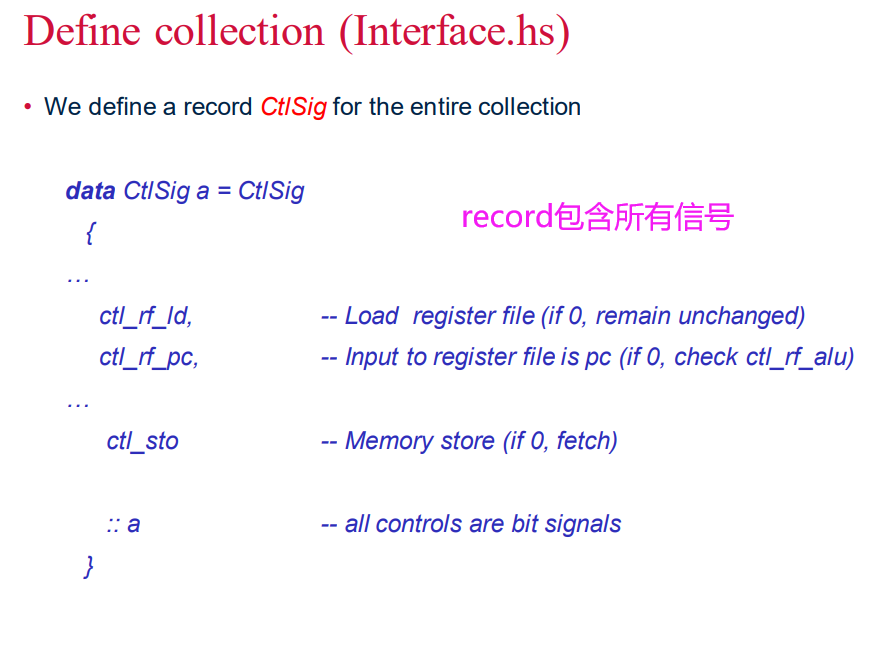 Define collection (Interface.hs)
• We define a record CtlSig for the entire collection
data CtlSig a = CtlSig
record包含所有信号
{
…
ctl_rf_ld, -- Load register file (if 0, remain unchanged)
ctl_rf_pc, -- Input to register file is pc (if 0, check ctl_rf_alu)
…
ctl_sto -- Memory store (if 0, fetch)
:: a -- all controls are bit signals
}